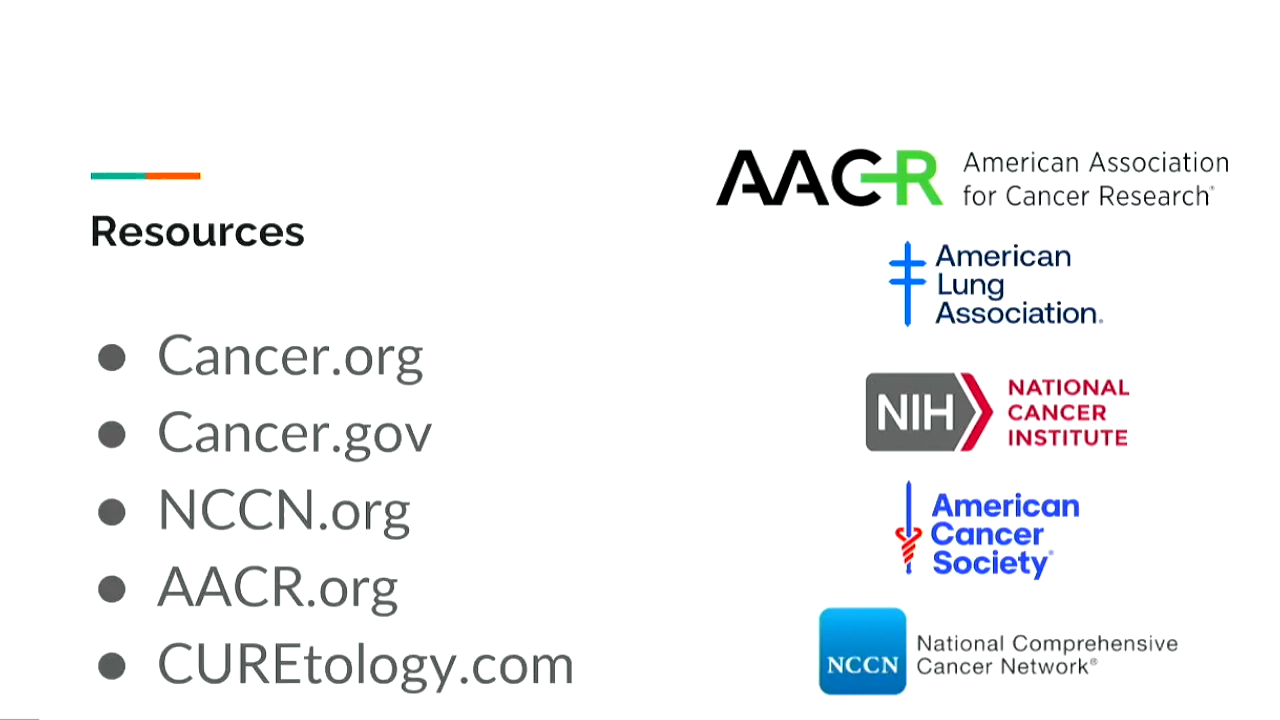 Resources
Cancer.org
Cancer.gov
NCCN.org
AACR.org
CUREtology.com
AACR
American Association
for Cancer Research®
American
Lung
Association.
NIH
NATIONAL
CANCER
INSTITUTE
American
Cancer
Society®
NCCN
National Comprehensive
Cancer Network®